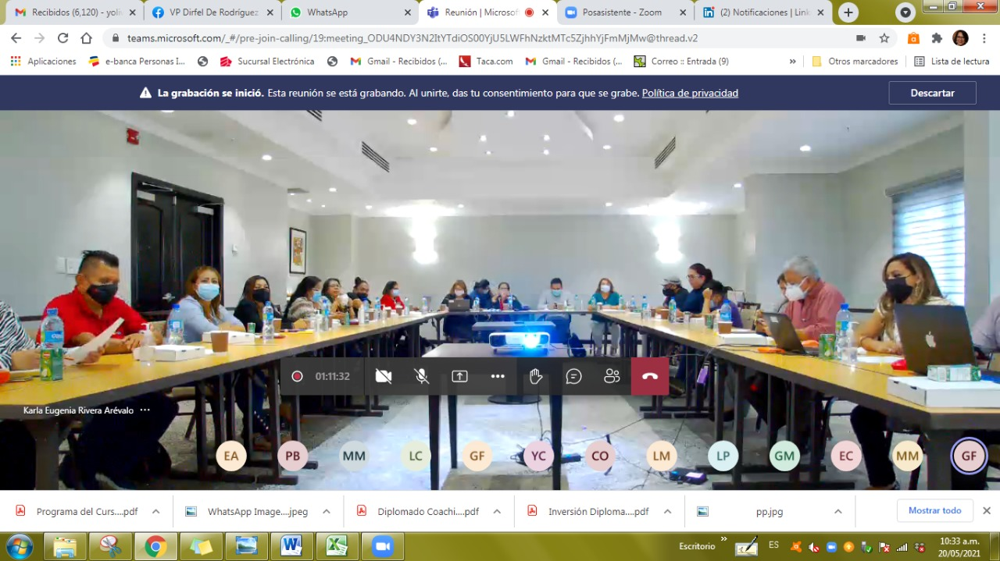 Recibidos (6,120) - yoliv
VP Dirfel De Rodríguez
WhatsApp
Reunión | Microsof
Posasistente - Zoom
(2) Notificaciones | Link
teams.microsoft.com/_#/pre-join-calling/19:meeting_ODU4NDY3N2ItYTdiOS00YjU5LWFhNzktMTc5ZjhhYjFmMjMw@thread.v2
Aplicaciones
e-banca Personas I...
Sucursal Electrónica
Gmail - Recibidos (...
Taca.com
Gmail - Recibidos (...
Correo :: Entrada (9)
»
Otros marcadores
Lista de lectura
La grabación se inició. Esta reunión se está grabando. Al unirte, das tu consentimiento para que se grabe. Política de privacidad
Descartar
01:11:32
Karla Eugenia Rivera Arévalo ···
EA
PB
MM
LC
GF
YC
CO
LM
LP
GM
EC
MM
GF
Programa del Curs....pdf
WhatsApp Image....jpeg
Diplomado Coachi....pdf
Inversión Diploma....pdf
pp.jpg
Mostrar todo
Escritorio
»
ES
10:33 a.m.
20/05/2021